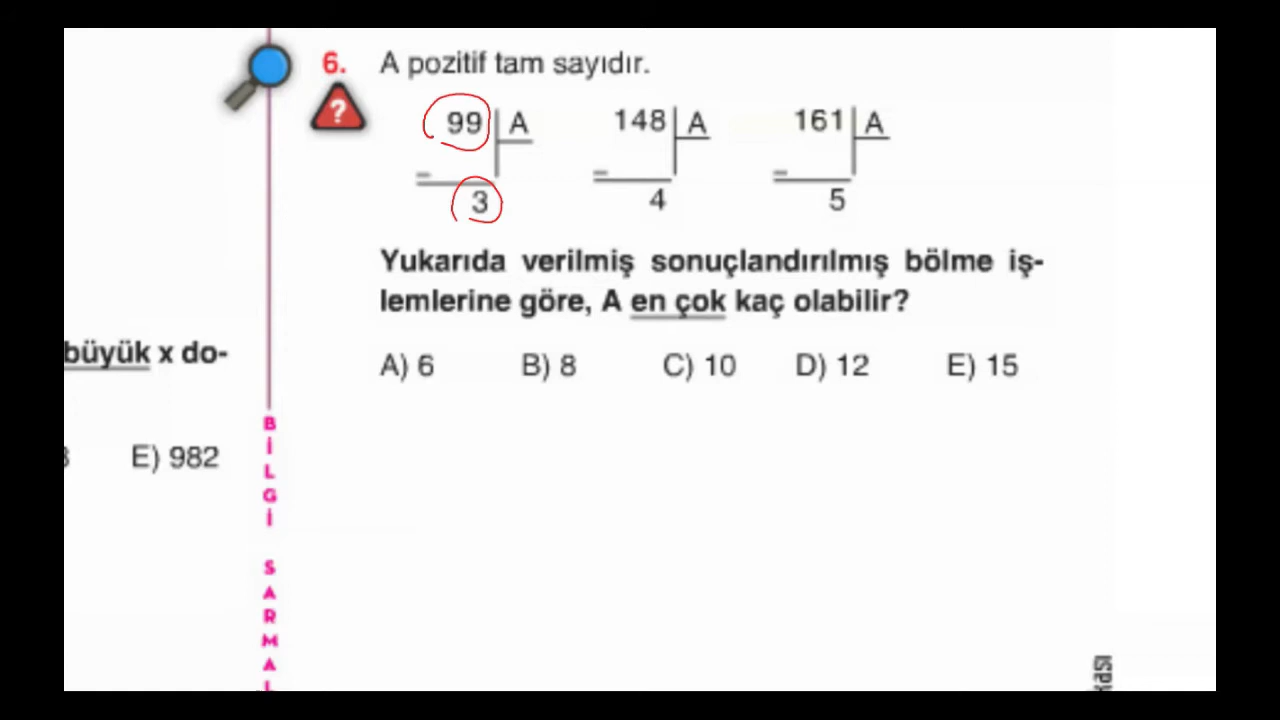 6. A pozitif tam sayıdır.
?
99 A
3
148 A
4
161 A
5
Yukarıda verilmiş sonuçlandırılmış bölme iş-
lemlerine göre, A en çok kaç olabilir?
A) 6 B) 8 C) 10 D) 12 E) 15
büyük x do-
E) 982
BİLGİ
SARMAL